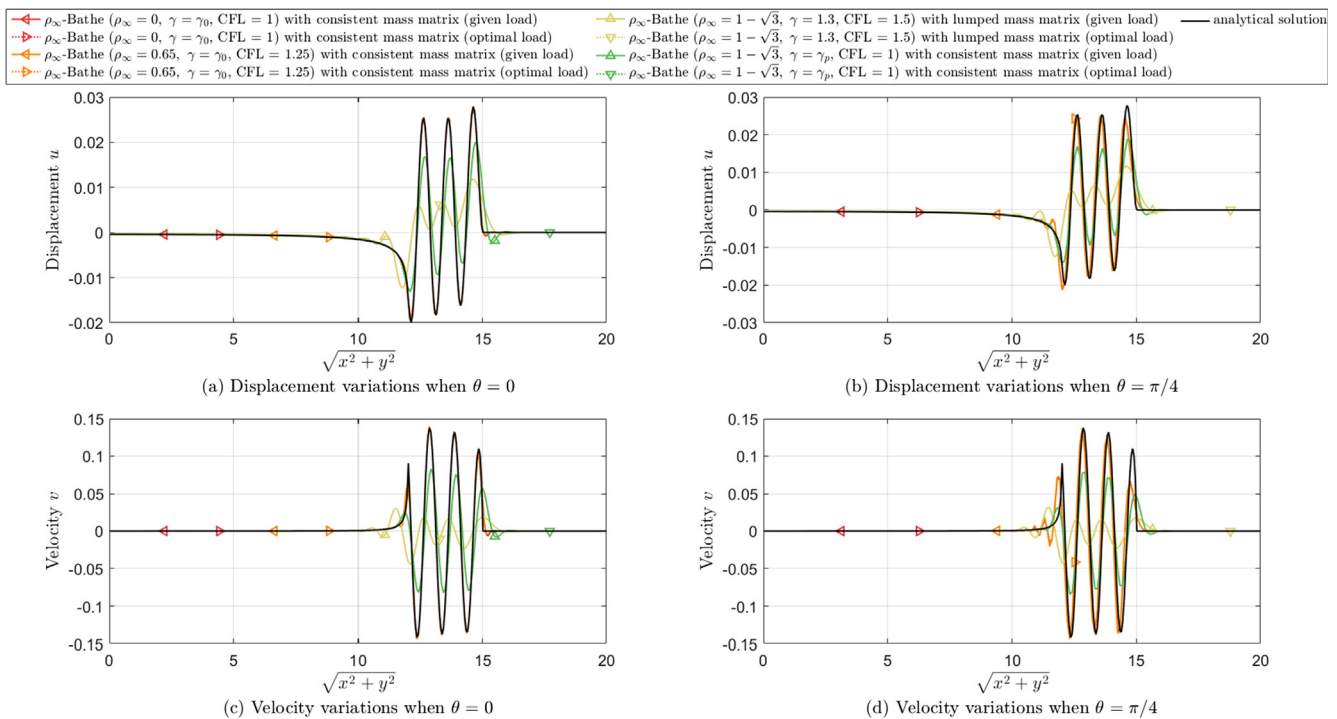 ρ∞-Bathe (ρ∞ = 0, γ = γ0, CFL = 1) with consistent mass matrix (given load)
ρ∞-Bathe (ρ∞ = 0, γ = γ0, CFL = 1) with consistent mass matrix (optimal load)
ρ∞-Bathe (ρ∞ = 0.65, γ = γ0, CFL = 1.25) with consistent mass matrix (given load)
ρ∞-Bathe (ρ∞ = 0.65, γ = γ0, CFL = 1.25) with consistent mass matrix (optimal load)
ρ∞-Bathe (ρ∞ = 1 − √3, γ = 1.3, CFL = 1.5) with lumped mass matrix (given load)
ρ∞-Bathe (ρ∞ = 1 − √3, γ = 1.3, CFL = 1.5) with lumped mass matrix (optimal load)
ρ∞-Bathe (ρ∞ = 1 − √3, γ = γp, CFL = 1) with consistent mass matrix (given load)
ρ∞-Bathe (ρ∞ = 1 − √3, γ = γp, CFL = 1) with consistent mass matrix (optimal load)
analytical solution
Displacement u
0.03
0.02
0.01
0
-0.01
-0.02
0 5 10 15 20
√x² + y²
(a) Displacement variations when θ = 0
Displacement u
0.03
0.02
0.01
0
-0.01
-0.02
-0.03
0 5 10 15 20
√x² + y²
(b) Displacement variations when θ = π/4
Velocity v
0.15
0.1
0.05
0
-0.05
-0.1
-0.15
0 5 10 15 20
√x² + y²
(c) Velocity variations when θ = 0
Velocity v
0.15
0.1
0.05
0
-0.05
-0.1
-0.15
0 5 10 15 20
√x² + y²
(d) Velocity variations when θ = π/4